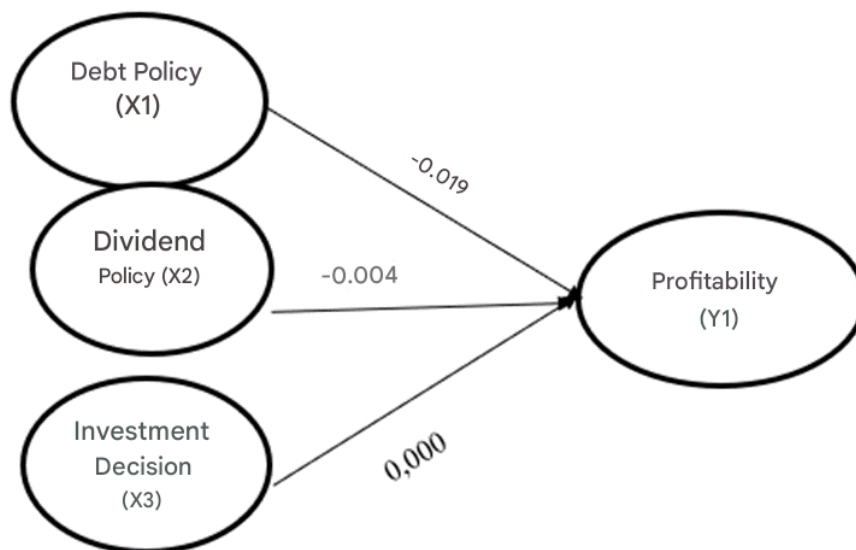 Debt Policy
(X1)
-0.019
Dividend
Policy (X2)
-0.004
Profitability
(Y1)
Investment
Decision
(X3)
0,000